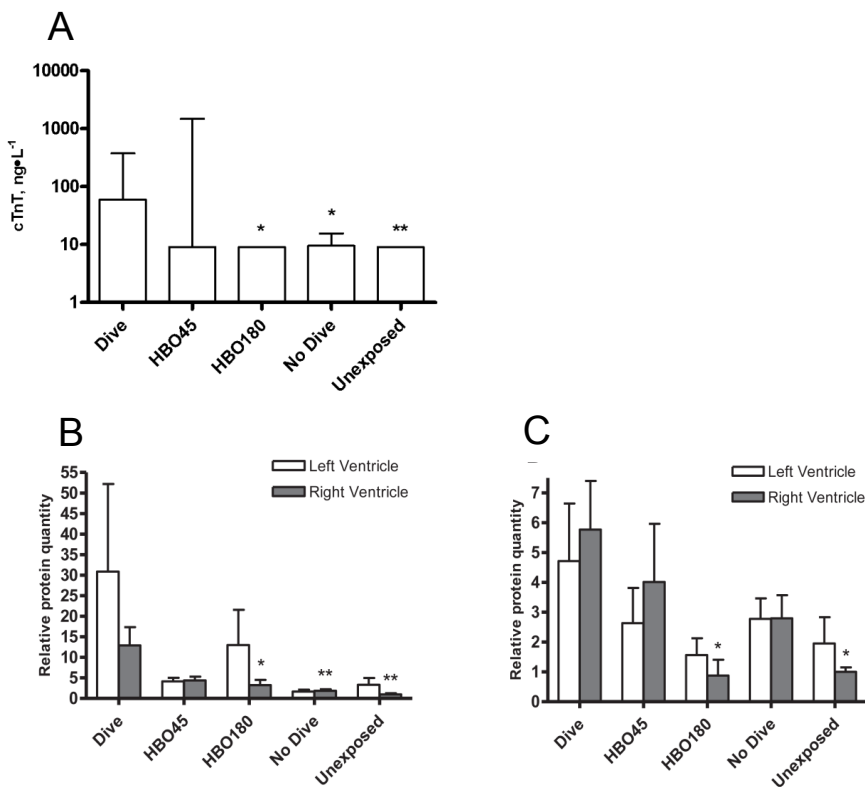 A
10000
1000
100
10
1
cTnT, ng•L⁻¹
*
*
**
Dive
HBO45
HBO180
No Dive
Unexposed
B
Left Ventricle
Right Ventricle
55
50
45
40
35
30
25
20
15
10
5
0
Relative protein quantity
*
**
**
Dive
HBO45
HBO180
No Dive
Unexposed
C
Left Ventricle
Right Ventricle
7
6
5
4
3
2
1
0
Relative protein quantity
*
*
Dive
HBO45
HBO180
No Dive
Unexposed